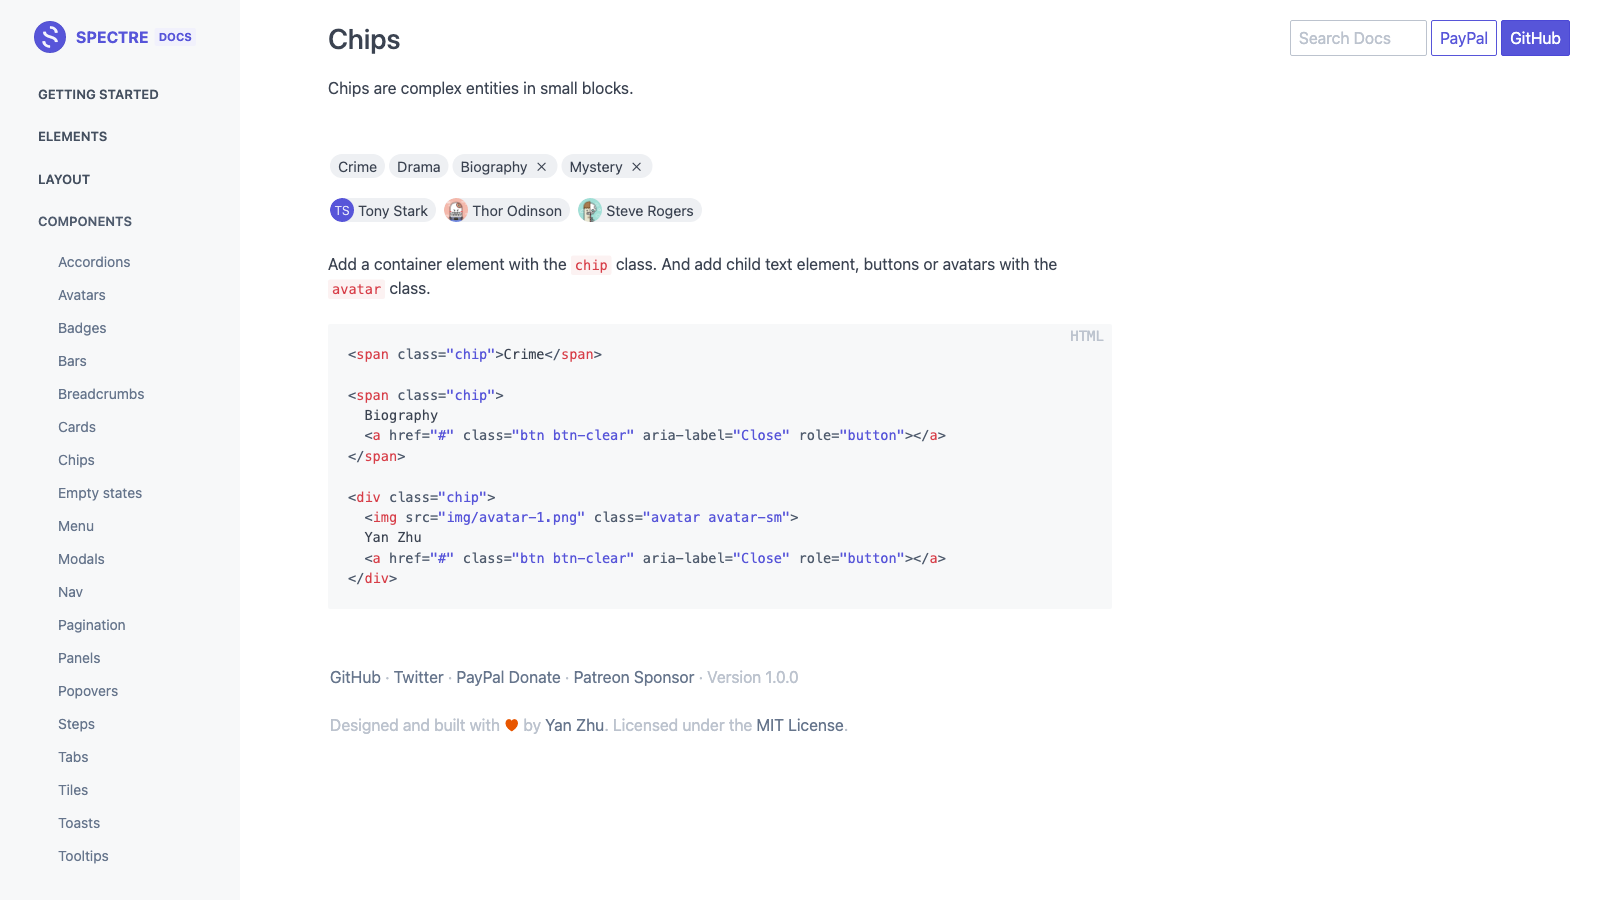 SPECTRE DOCS
GETTING STARTED
ELEMENTS
LAYOUT
COMPONENTS
Accordions
Avatars
Badges
Bars
Breadcrumbs
Cards
Chips
Empty states
Menu
Modals
Nav
Pagination
Panels
Popovers
Steps
Tabs
Tiles
Toasts
Tooltips
Search Docs PayPal GitHub
Chips
Chips are complex entities in small blocks.
Crime Drama Biography Mystery
TS Tony Stark Thor Odinson Steve Rogers
Add a container element with the chip class. And add child text element, buttons or avatars with the
avatar class.
HTML
<span class="chip">Crime</span>
<span class="chip">
  Biography
  <a href="#" class="btn btn-clear" aria-label="Close" role="button"></a>
</span>
<div class="chip">
  <img src="img/avatar-1.png" class="avatar avatar-sm">
  Yan Zhu
  <a href="#" class="btn btn-clear" aria-label="Close" role="button"></a>
</div>
GitHub · Twitter · PayPal Donate · Patreon Sponsor · Version 1.0.0
Designed and built with ♥ by Yan Zhu. Licensed under the MIT License.